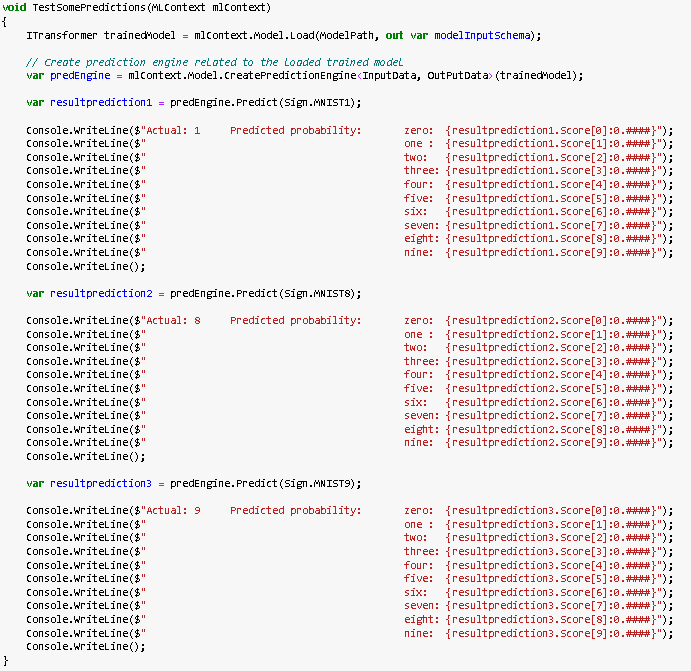 void TestSomePredictions(MLContext mlContext)
{
    ITransformer trainedModel = mlContext.Model.Load(ModelPath, out var modelInputSchema);

    // Create prediction engine related to the loaded trained model
    var predEngine = mlContext.Model.CreatePredictionEngine<InputData, OutPutData>(trainedModel);

    var resultprediction1 = predEngine.Predict(Sign.MNIST1);

    Console.WriteLine($"Actual: 1     Predicted probability:       zero:  {resultprediction1.Score[0]:0.####}");
    Console.WriteLine($"                                           one :  {resultprediction1.Score[1]:0.####}");
    Console.WriteLine($"                                           two:   {resultprediction1.Score[2]:0.####}");
    Console.WriteLine($"                                           three: {resultprediction1.Score[3]:0.####}");
    Console.WriteLine($"                                           four:  {resultprediction1.Score[4]:0.####}");
    Console.WriteLine($"                                           five:  {resultprediction1.Score[5]:0.####}");
    Console.WriteLine($"                                           six:   {resultprediction1.Score[6]:0.####}");
    Console.WriteLine($"                                           seven: {resultprediction1.Score[7]:0.####}");
    Console.WriteLine($"                                           eight: {resultprediction1.Score[8]:0.####}");
    Console.WriteLine($"                                           nine:  {resultprediction1.Score[9]:0.####}");
    Console.WriteLine();

    var resultprediction2 = predEngine.Predict(Sign.MNIST8);

    Console.WriteLine($"Actual: 8     Predicted probability:       zero:  {resultprediction2.Score[0]:0.####}");
    Console.WriteLine($"                                           one :  {resultprediction2.Score[1]:0.####}");
    Console.WriteLine($"                                           two:   {resultprediction2.Score[2]:0.####}");
    Console.WriteLine($"                                           three: {resultprediction2.Score[3]:0.####}");
    Console.WriteLine($"                                           four:  {resultprediction2.Score[4]:0.####}");
    Console.WriteLine($"                                           five:  {resultprediction2.Score[5]:0.####}");
    Console.WriteLine($"                                           six:   {resultprediction2.Score[6]:0.####}");
    Console.WriteLine($"                                           seven: {resultprediction2.Score[7]:0.####}");
    Console.WriteLine($"                                           eight: {resultprediction2.Score[8]:0.####}");
    Console.WriteLine($"                                           nine:  {resultprediction2.Score[9]:0.####}");
    Console.WriteLine();

    var resultprediction3 = predEngine.Predict(Sign.MNIST9);

    Console.WriteLine($"Actual: 9     Predicted probability:       zero:  {resultprediction3.Score[0]:0.####}");
    Console.WriteLine($"                                           one :  {resultprediction3.Score[1]:0.####}");
    Console.WriteLine($"                                           two:   {resultprediction3.Score[2]:0.####}");
    Console.WriteLine($"                                           three: {resultprediction3.Score[3]:0.####}");
    Console.WriteLine($"                                           four:  {resultprediction3.Score[4]:0.####}");
    Console.WriteLine($"                                           five:  {resultprediction3.Score[5]:0.####}");
    Console.WriteLine($"                                           six:   {resultprediction3.Score[6]:0.####}");
    Console.WriteLine($"                                           seven: {resultprediction3.Score[7]:0.####}");
    Console.WriteLine($"                                           eight: {resultprediction3.Score[8]:0.####}");
    Console.WriteLine($"                                           nine:  {resultprediction3.Score[9]:0.####}");
    Console.WriteLine();
}